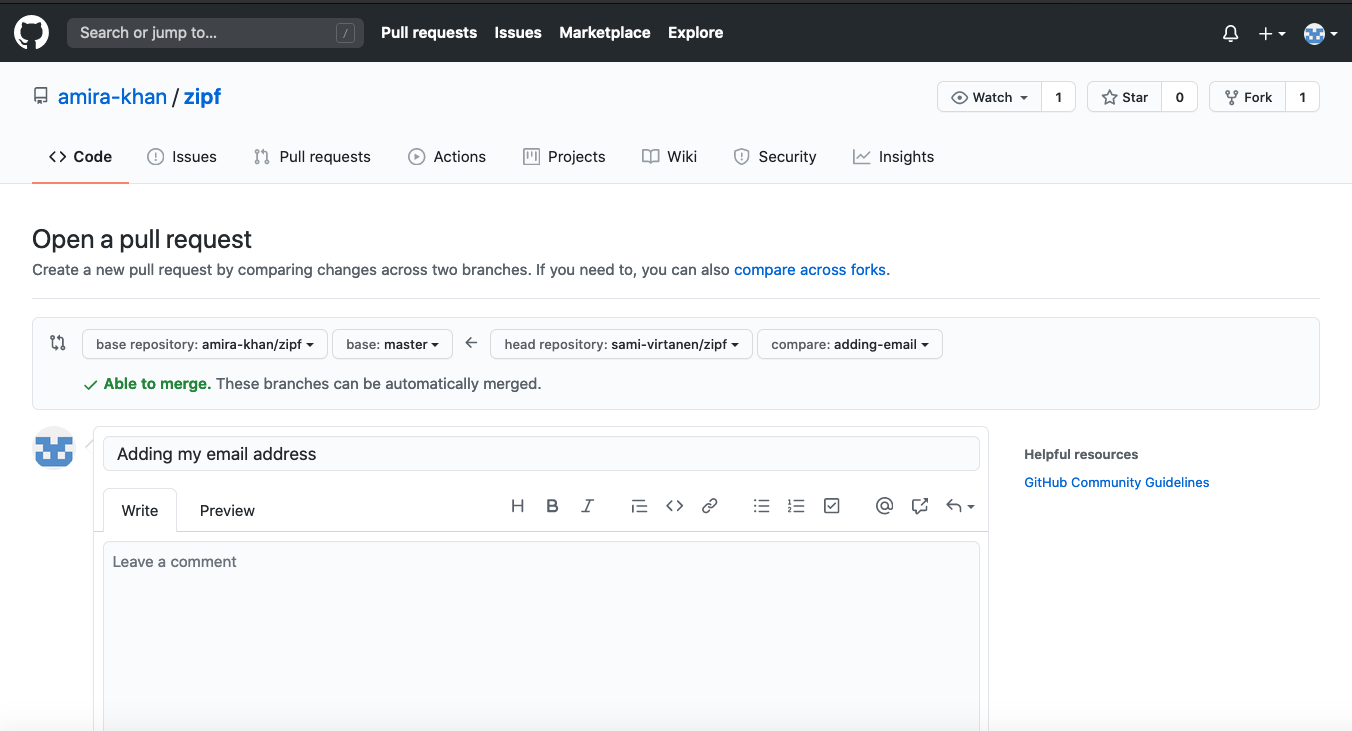 Search or jump to... / Pull requests Issues Marketplace Explore
amira-khan / zipf Watch 1 Star 0 Fork 1
Code Issues Pull requests Actions Projects Wiki Security Insights
Open a pull request
Create a new pull request by comparing changes across two branches. If you need to, you can also compare across forks.
base repository: amira-khan/zipf base: master head repository: sami-virtanen/zipf compare: adding-email
Able to merge. These branches can be automatically merged.
Adding my email address
Helpful resources
GitHub Community Guidelines
Write Preview
Leave a comment